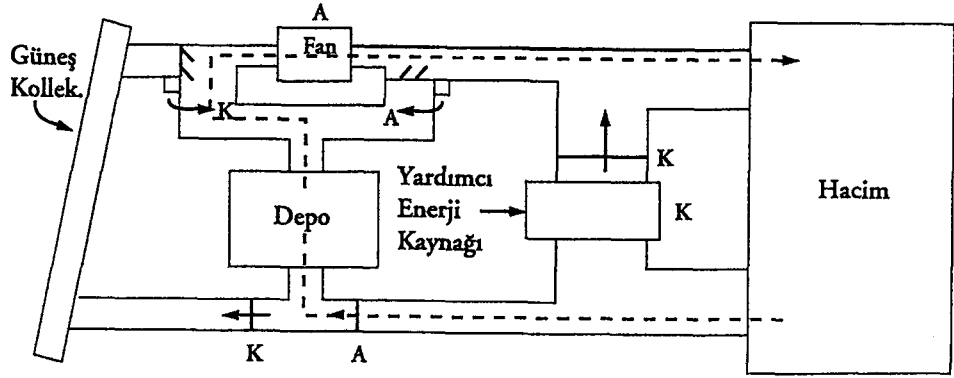 A
Fan
Güneş
Kollek.
K
A
Yardımcı
Enerji
Kaynağı
K
K
Hacim
Depo
K
A